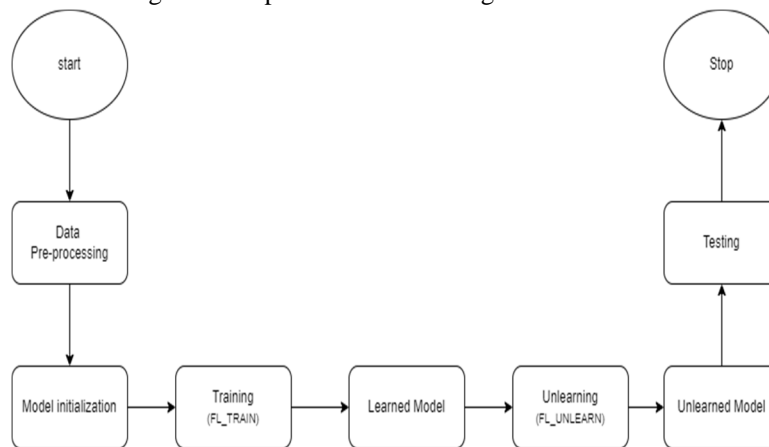 start
Stop
Data
Pre-processing
Testing
Model initialization
Training
(FL_TRAIN)
Learned Model
Unlearning
(FL_UNLEARN)
Unlearned Model